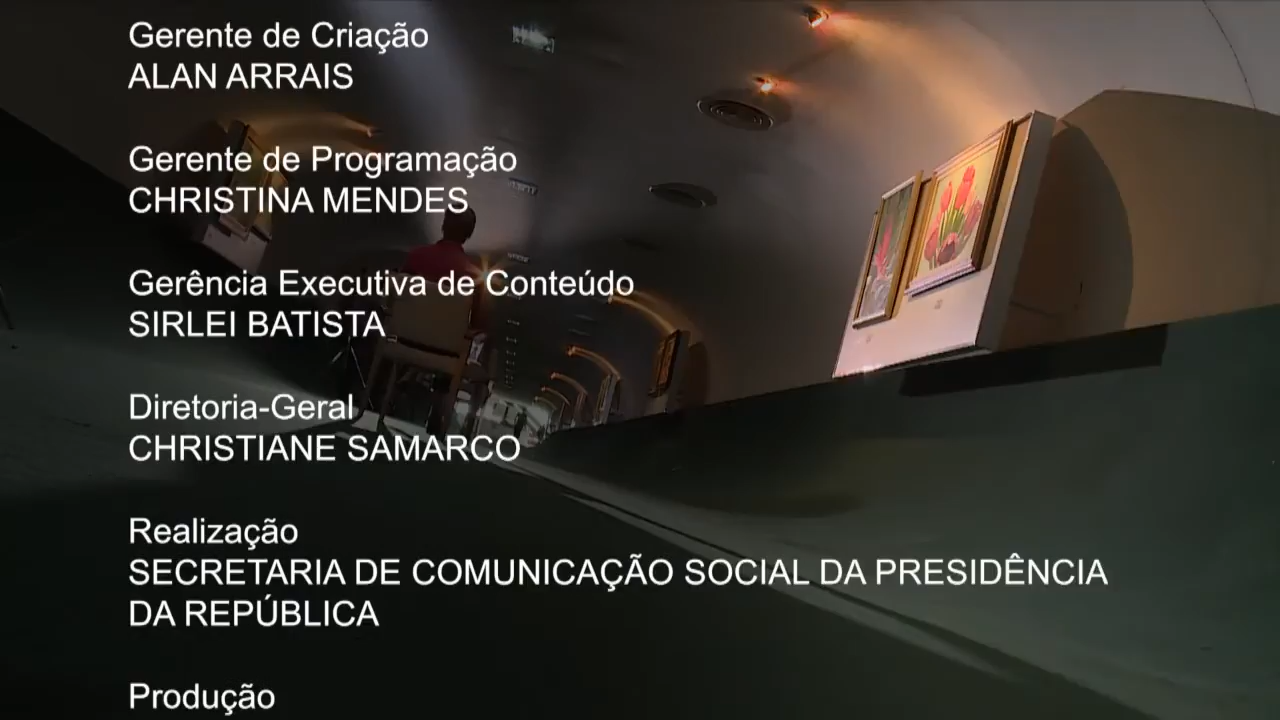 Gerente de Criação
ALAN ARRAIS
Gerente de Programação
CHRISTINA MENDES
Gerência Executiva de Conteúdo
SIRLEI BATISTA
Diretoria-Geral
CHRISTIANE SAMARCO
Realização
SECRETARIA DE COMUNICAÇÃO SOCIAL DA PRESIDÊNCIA
DA REPÚBLICA
Produção